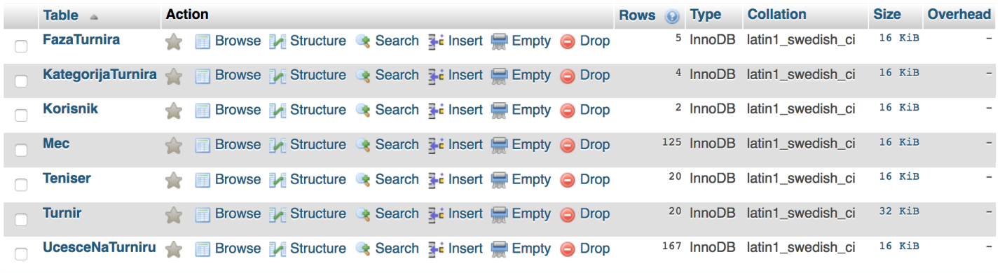 Table Action Rows Type Collation Size Overhead
FazaTurnira Browse Structure Search Insert Empty Drop 5 InnoDB latin1_swedish_ci 16 KiB –
KategorijaTurnira Browse Structure Search Insert Empty Drop 4 InnoDB latin1_swedish_ci 16 KiB –
Korisnik Browse Structure Search Insert Empty Drop 2 InnoDB latin1_swedish_ci 16 KiB –
Mec Browse Structure Search Insert Empty Drop 125 InnoDB latin1_swedish_ci 16 KiB –
Teniser Browse Structure Search Insert Empty Drop 20 InnoDB latin1_swedish_ci 16 KiB –
Turnir Browse Structure Search Insert Empty Drop 20 InnoDB latin1_swedish_ci 32 KiB –
UcesceNaTurniru Browse Structure Search Insert Empty Drop 167 InnoDB latin1_swedish_ci 16 KiB –